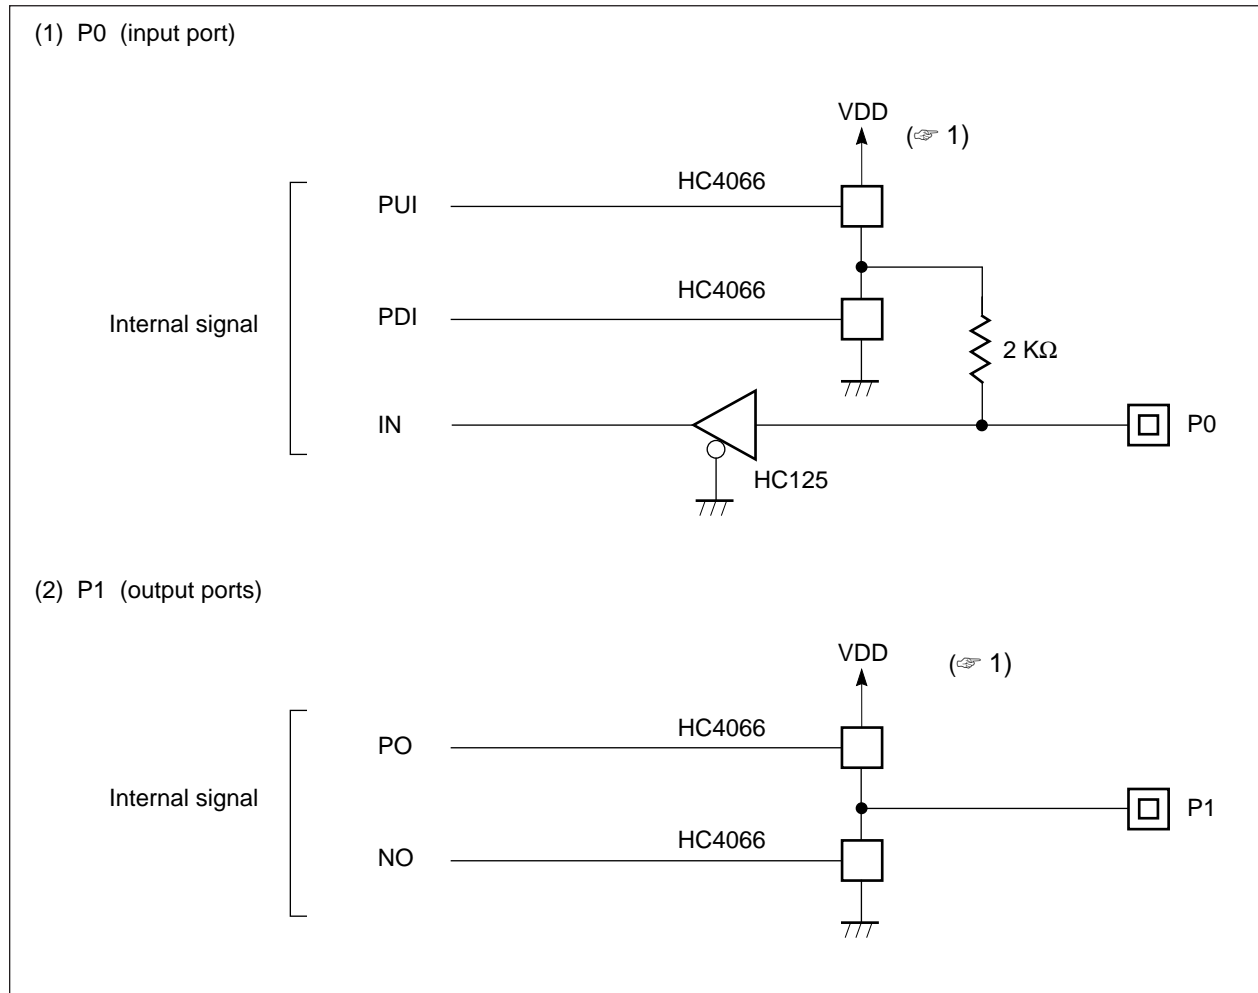 (1) P0 (input port)
VDD
(☞ 1)
HC4066
PUI
HC4066
PDI
Internal signal
2 KΩ
IN
P0
HC125
(2) P1 (output ports)
VDD
(☞ 1)
HC4066
PO
Internal signal
P1
HC4066
NO